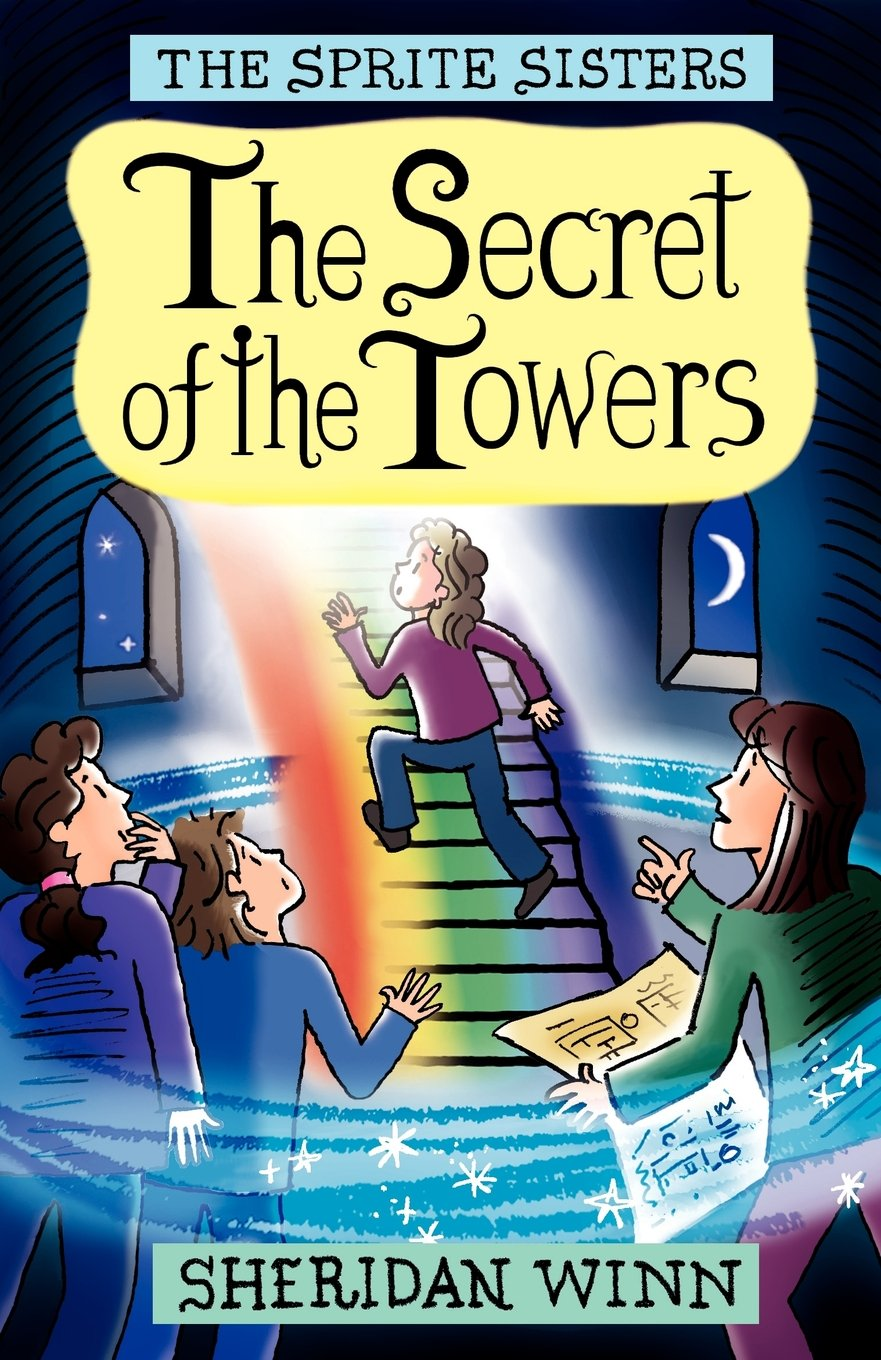 THE SPRITE SISTERS
The Secret
of the Towers
SHERIDAN WINN